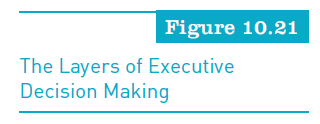 Figure 10.21
The Layers of Executive
Decision Making